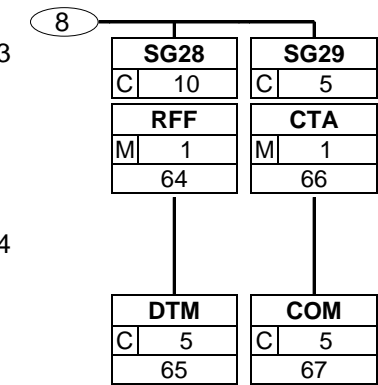 8
3
SG28 SG29
C 10 C 5
RFF CTA
M 1 M 1
64 66
4
DTM COM
C 5 C 5
65 67